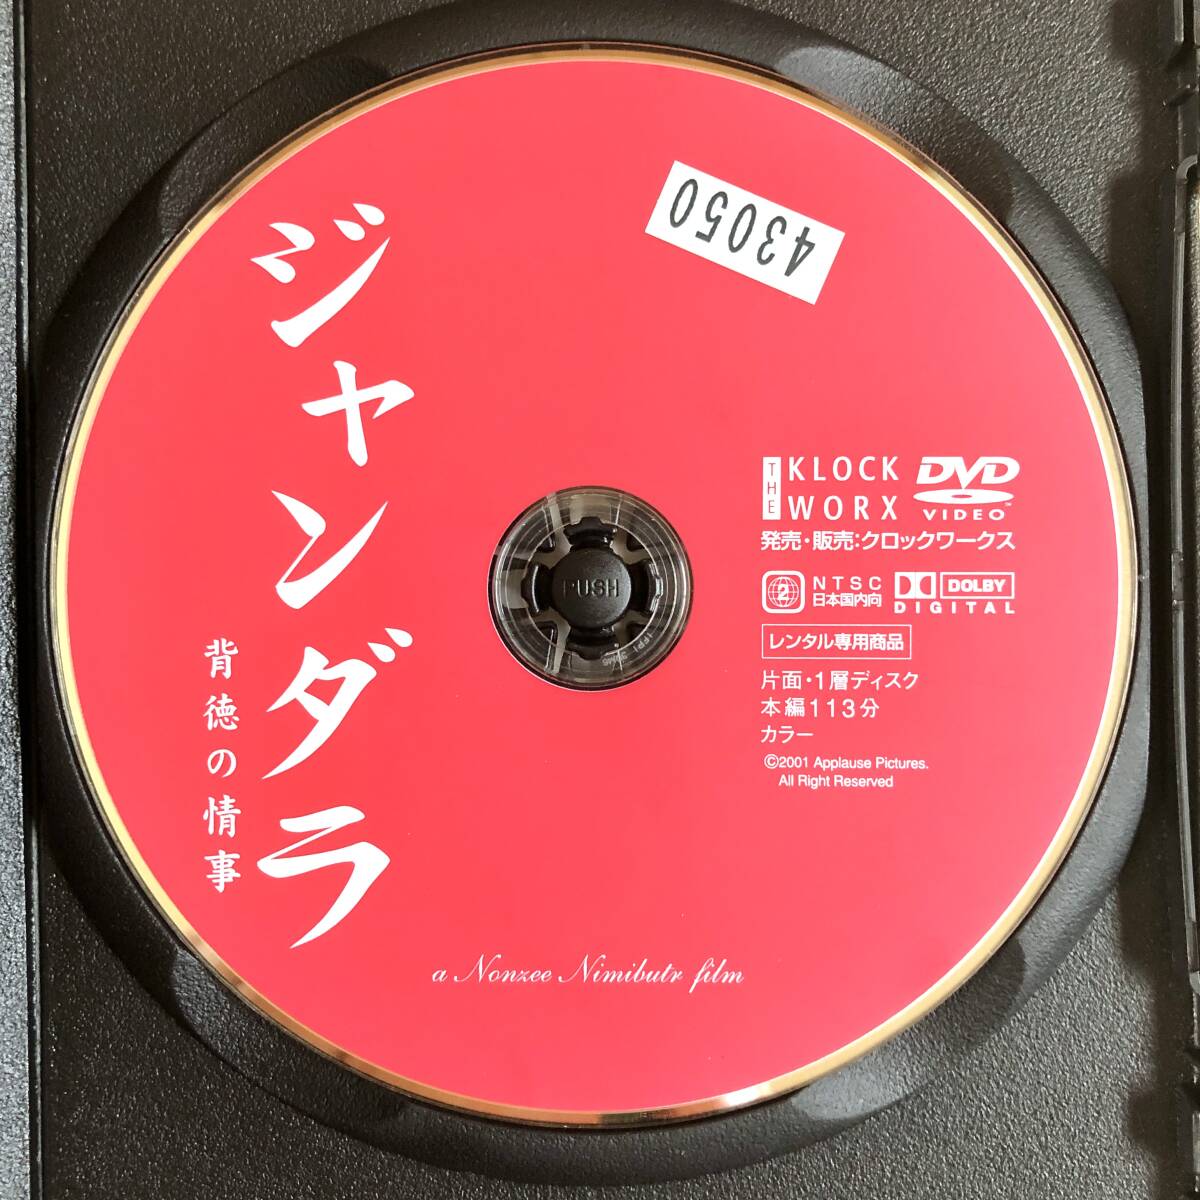 ジャンダラ
背徳の情事
43050
THE KLOCK WORX
DVD VIDEO™
発売・販売:クロックワークス
2
NTSC
日本国内向
DOLBY DIGITAL
レンタル専用商品
片面・1層ディスク
本編113分
カラー
©2001 Applause Pictures.
All Right Reserved
PUSH
a Nonzee Nimibutr film